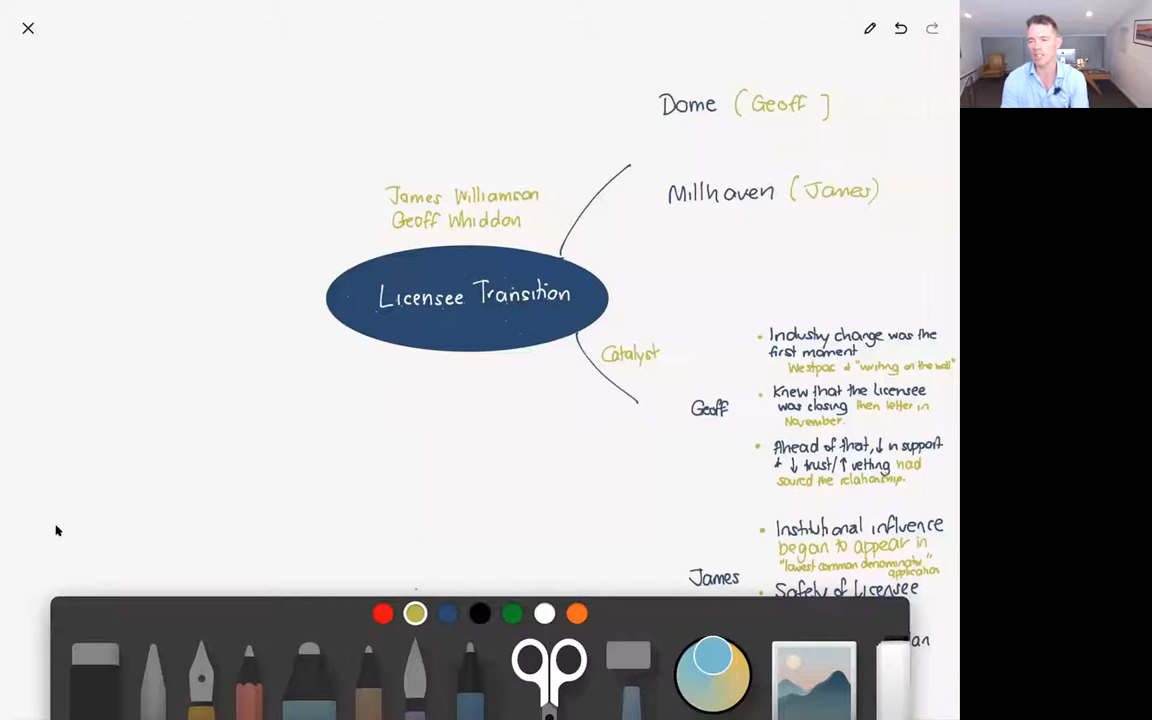 Dome (Geoff ]
Millhaven (James)
James Williamson
Geoff Whiddon
Licensee Transition
Catalyst
Geoff
• Industry change was the
first moment
Westpac + "writing on the wall"
• Knew that the licensee
was closing then letter in
November.
• Ahead of that, ↓ in support
+ ↓ trust/↑ vetting had
soured the relationship.
James
• Institutional influence
began to appear in
"lowest common denominator"
application
• Safety of Licensee
an